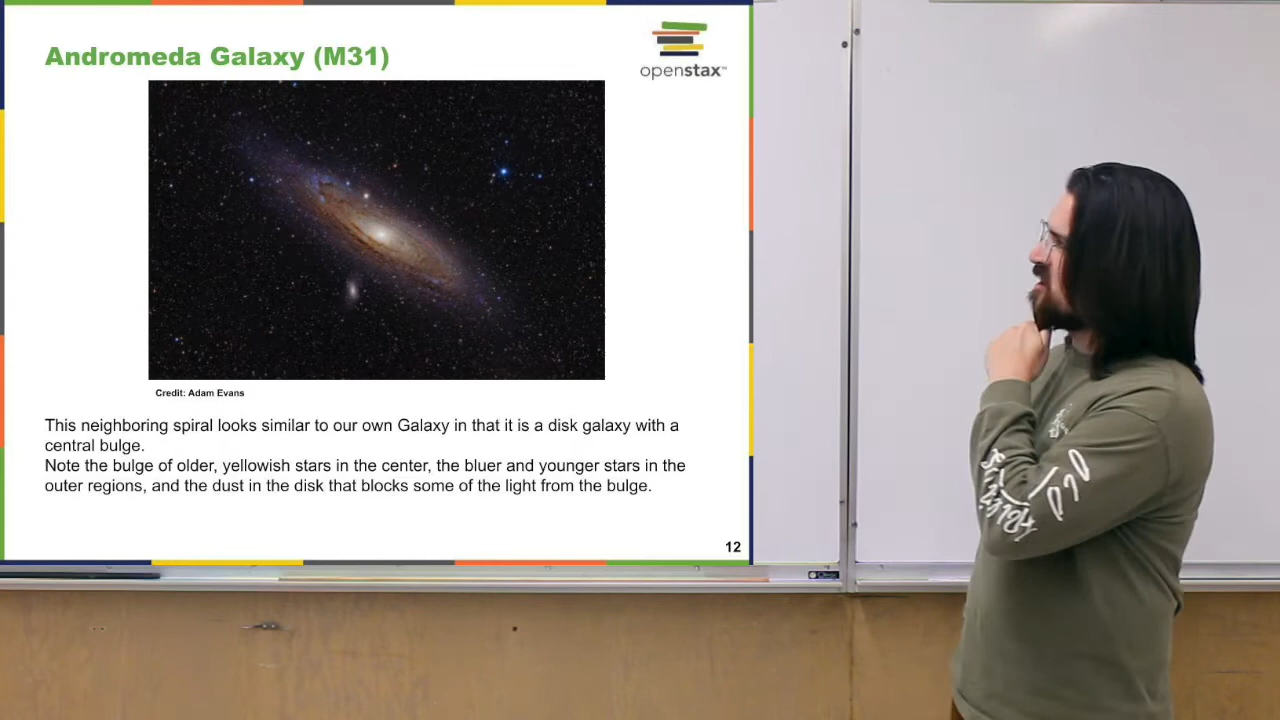 Andromeda Galaxy (M31)
openstax™
Credit: Adam Evans
This neighboring spiral looks similar to our own Galaxy in that it is a disk galaxy with a
central bulge.
Note the bulge of older, yellowish stars in the center, the bluer and younger stars in the
outer regions, and the dust in the disk that blocks some of the light from the bulge.
12